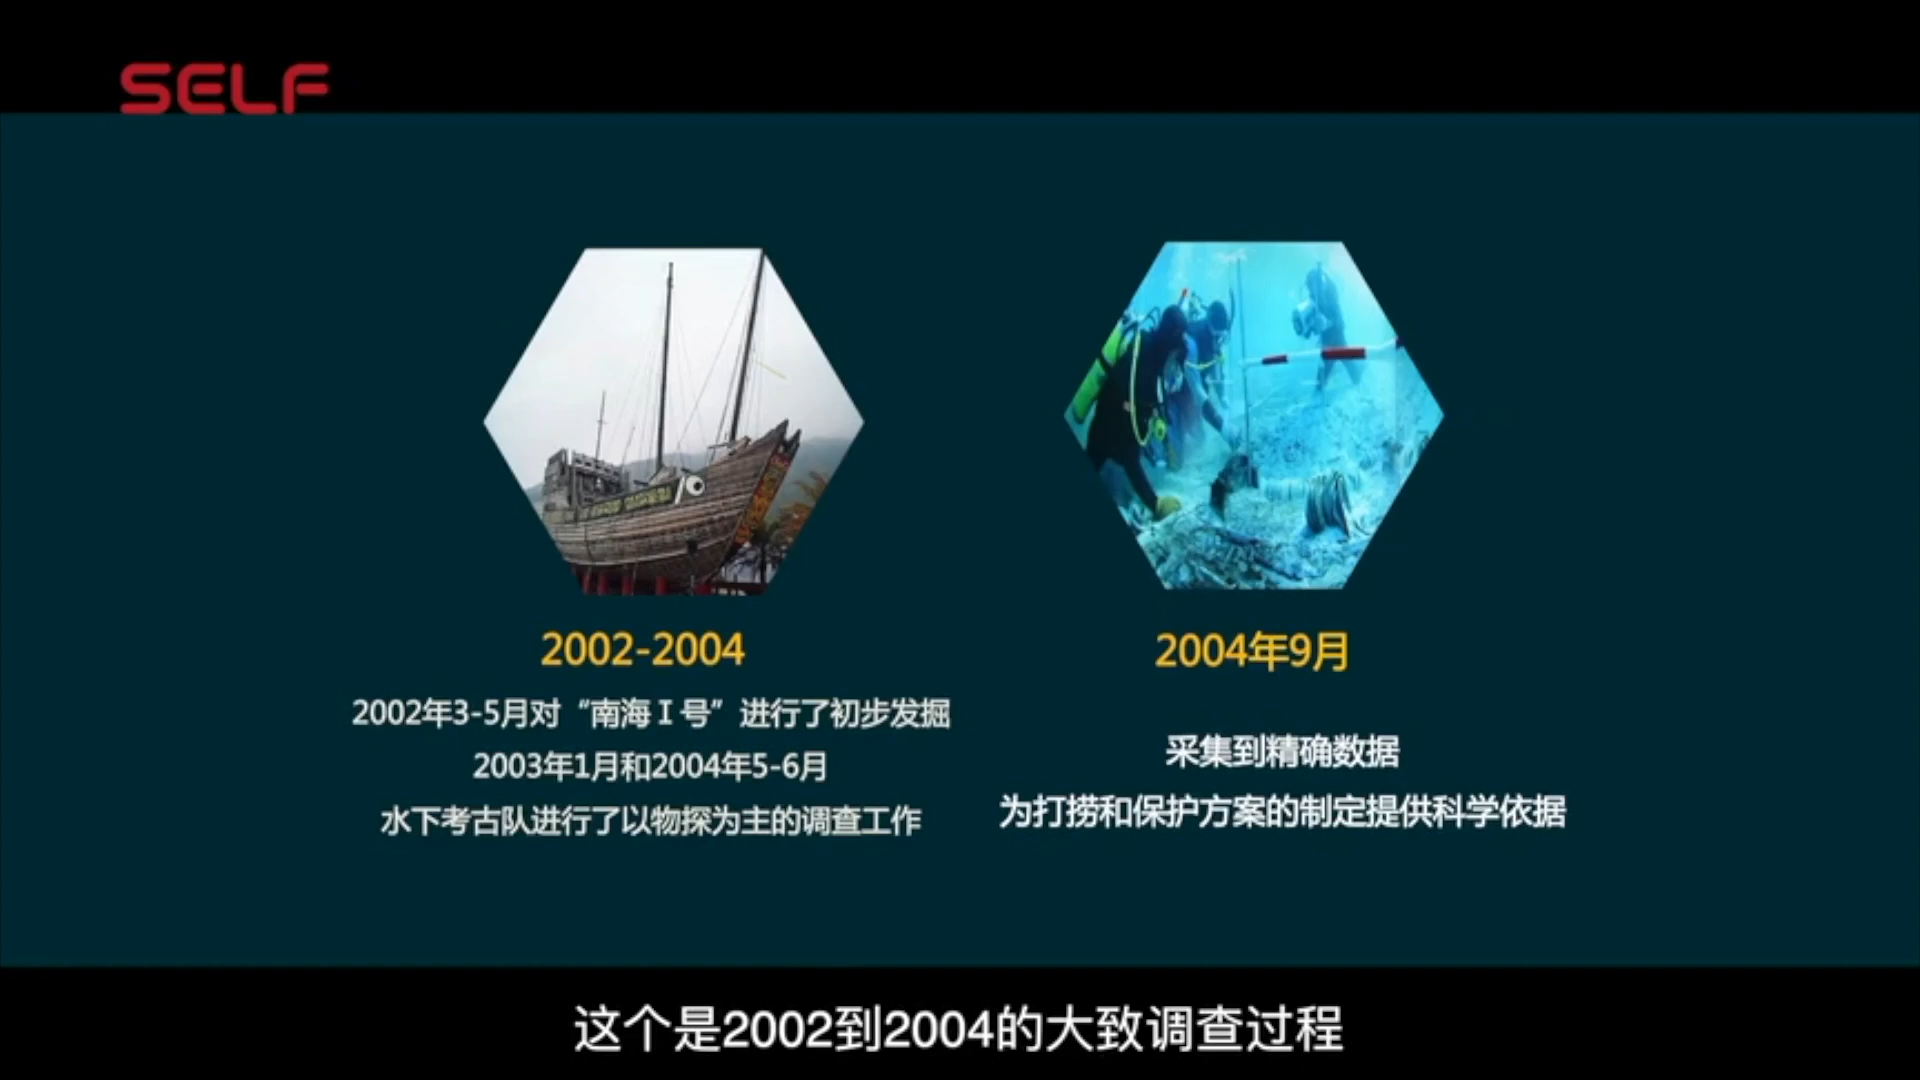 SELF
2002-2004
2002年3-5月对“南海Ⅰ号”进行了初步发掘
2003年1月和2004年5-6月
水下考古队进行了以物探为主的调查工作
2004年9月
采集到精确数据
为打捞和保护方案的制定提供科学依据
这个是2002到2004的大致调查过程